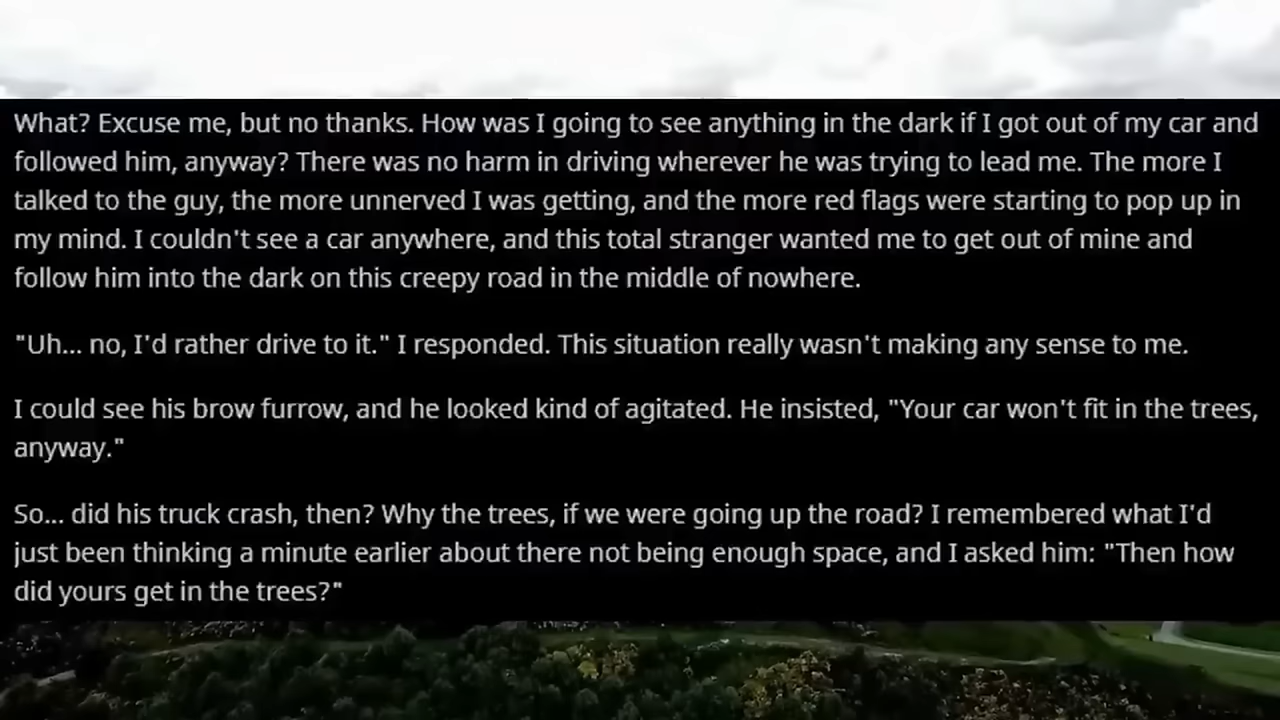 What? Excuse me, but no thanks. How was I going to see anything in the dark if I got out of my car and
followed him, anyway? There was no harm in driving wherever he was trying to lead me. The more I
talked to the guy, the more unnerved I was getting, and the more red flags were starting to pop up in
my mind. I couldn't see a car anywhere, and this total stranger wanted me to get out of mine and
follow him into the dark on this creepy road in the middle of nowhere.
"Uh... no, I'd rather drive to it." I responded. This situation really wasn't making any sense to me.
I could see his brow furrow, and he looked kind of agitated. He insisted, "Your car won't fit in the trees,
anyway."
So... did his truck crash, then? Why the trees, if we were going up the road? I remembered what I'd
just been thinking a minute earlier about there not being enough space, and I asked him: "Then how
did yours get in the trees?"